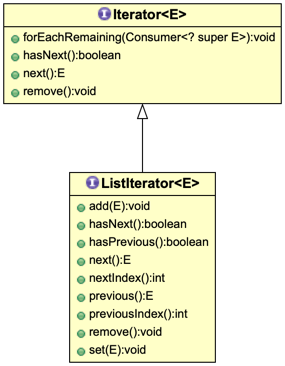 I Iterator<E>
forEachRemaining(Consumer<? super E>):void
hasNext():boolean
next():E
remove():void
I ListIterator<E>
add(E):void
hasNext():boolean
hasPrevious():boolean
next():E
nextIndex():int
previous():E
previousIndex():int
remove():void
set(E):void